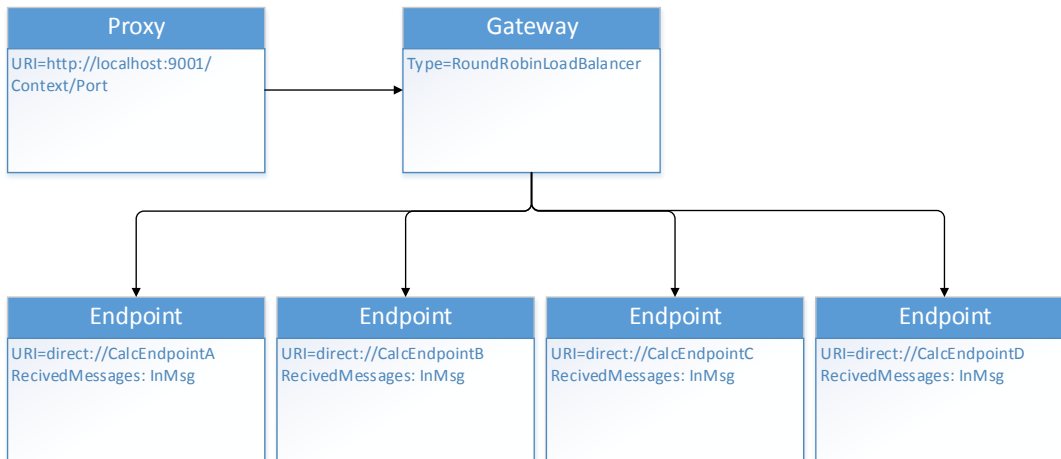 Proxy
URI=http://localhost:9001/
Context/Port
Gateway
Type=RoundRobinLoadBalancer
Endpoint
URI=direct://CalcEndpointA
RecivedMessages: InMsg
Endpoint
URI=direct://CalcEndpointB
RecivedMessages: InMsg
Endpoint
URI=direct://CalcEndpointC
RecivedMessages: InMsg
Endpoint
URI=direct://CalcEndpointD
RecivedMessages: InMsg